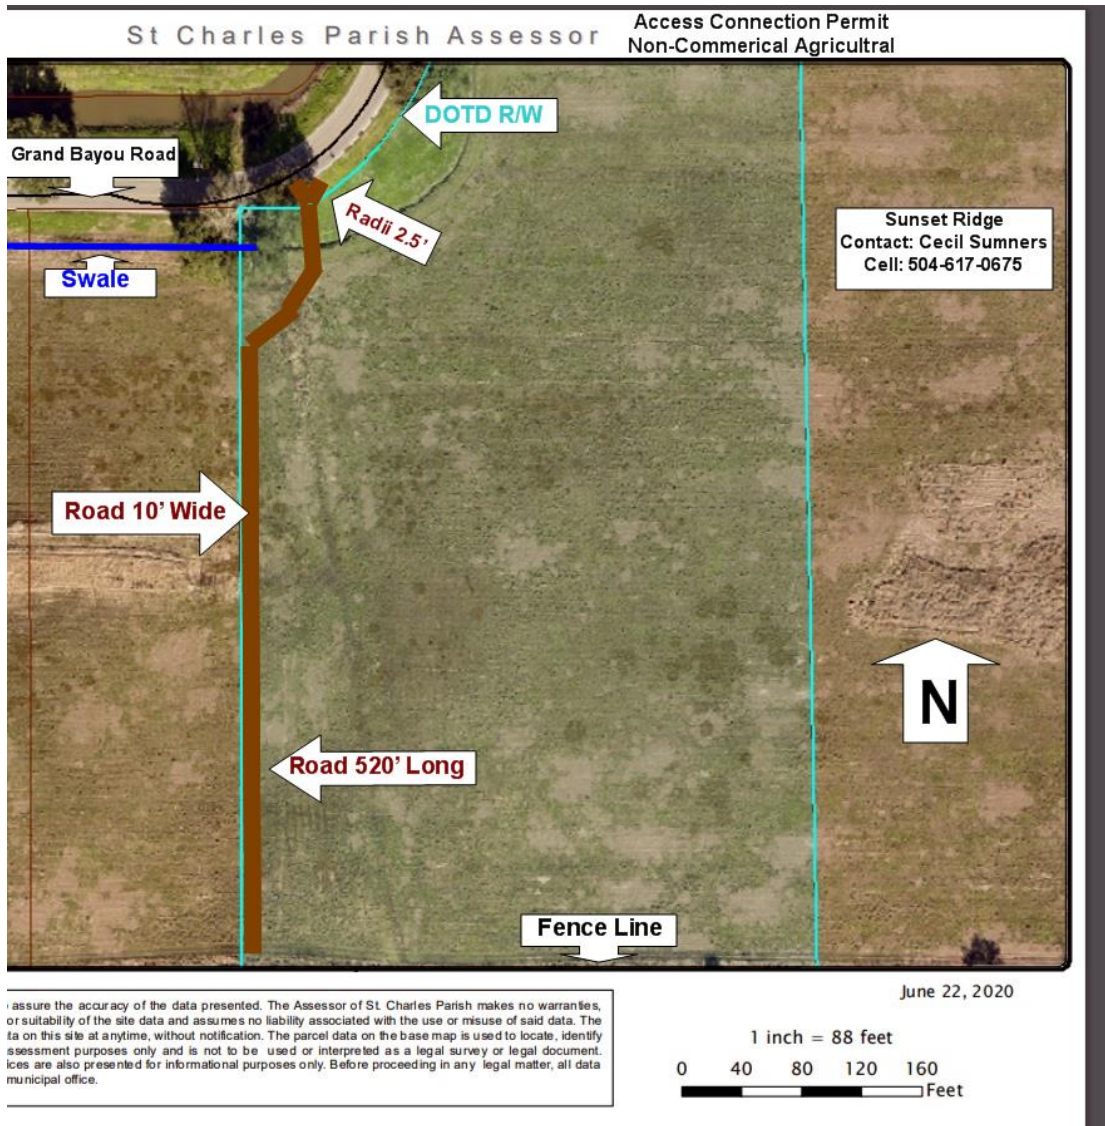 St Charles Parish Assessor
Access Connection Permit
Non-Commerical Agricultral
DOTD R/W
Grand Bayou Road
Radii 2.5'
Sunset Ridge
Contact: Cecil Sumners
Cell: 504-617-0675
Swale
Road 10' Wide
N
Road 520' Long
Fence Line
June 22, 2020
assure the accuracy of the data presented. The Assessor of St. Charles Parish makes no warranties,
or suitability of the site data and assumes no liability associated with the use or misuse of said data. The
on this site at anytime, without notification. The parcel data on the base map is used to locate, identify
assessment purposes only and is not to be used or interpreted as a legal survey or legal document.
are also presented for informational purposes only. Before proceeding in any legal matter, all data
municipal office.
1 inch = 88 feet
0 40 80 120 160
Feet